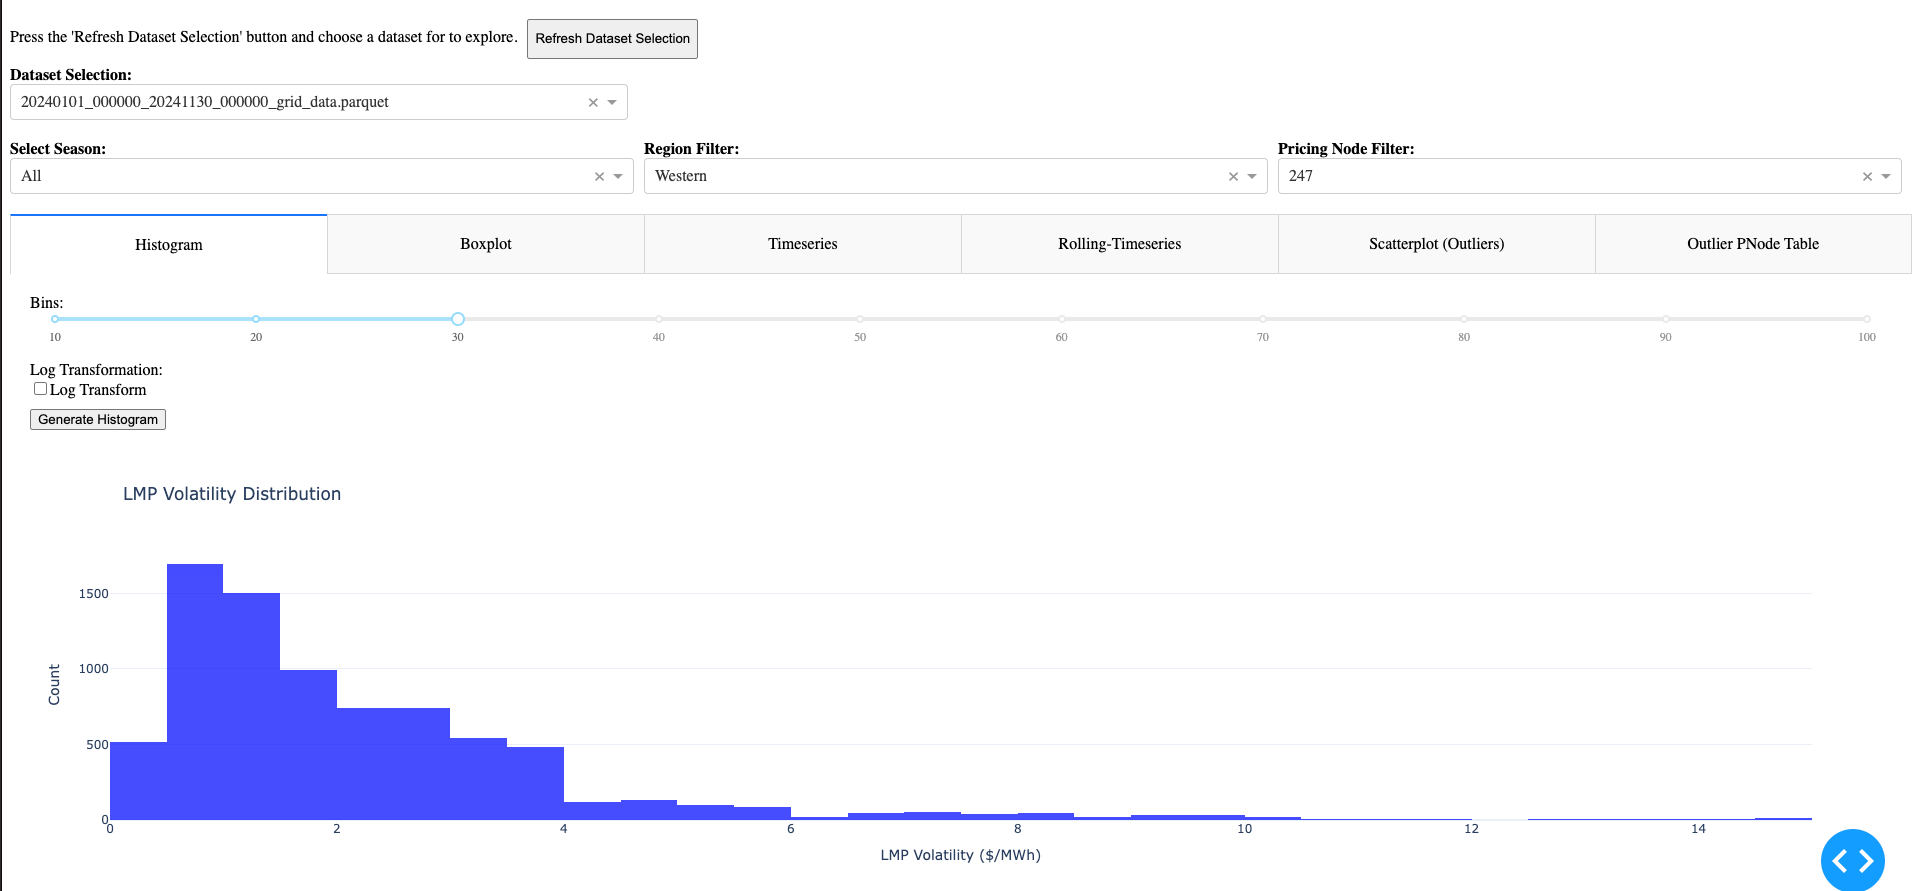 Press the 'Refresh Dataset Selection' button and choose a dataset for to explore. Refresh Dataset Selection
Dataset Selection:
20240101_000000_20241130_000000_grid_data.parquet
Select Season: Region Filter: Pricing Node Filter:
All Western 247
Histogram Boxplot Timeseries Rolling-Timeseries Scatterplot (Outliers) Outlier PNode Table
Bins:
10 20 30 40 50 60 70 80 90 100
Log Transformation:
Log Transform
Generate Histogram
LMP Volatility Distribution
1500
1000
500
0
Count
0 2 4 6 8 10 12 14
LMP Volatility ($/MWh)